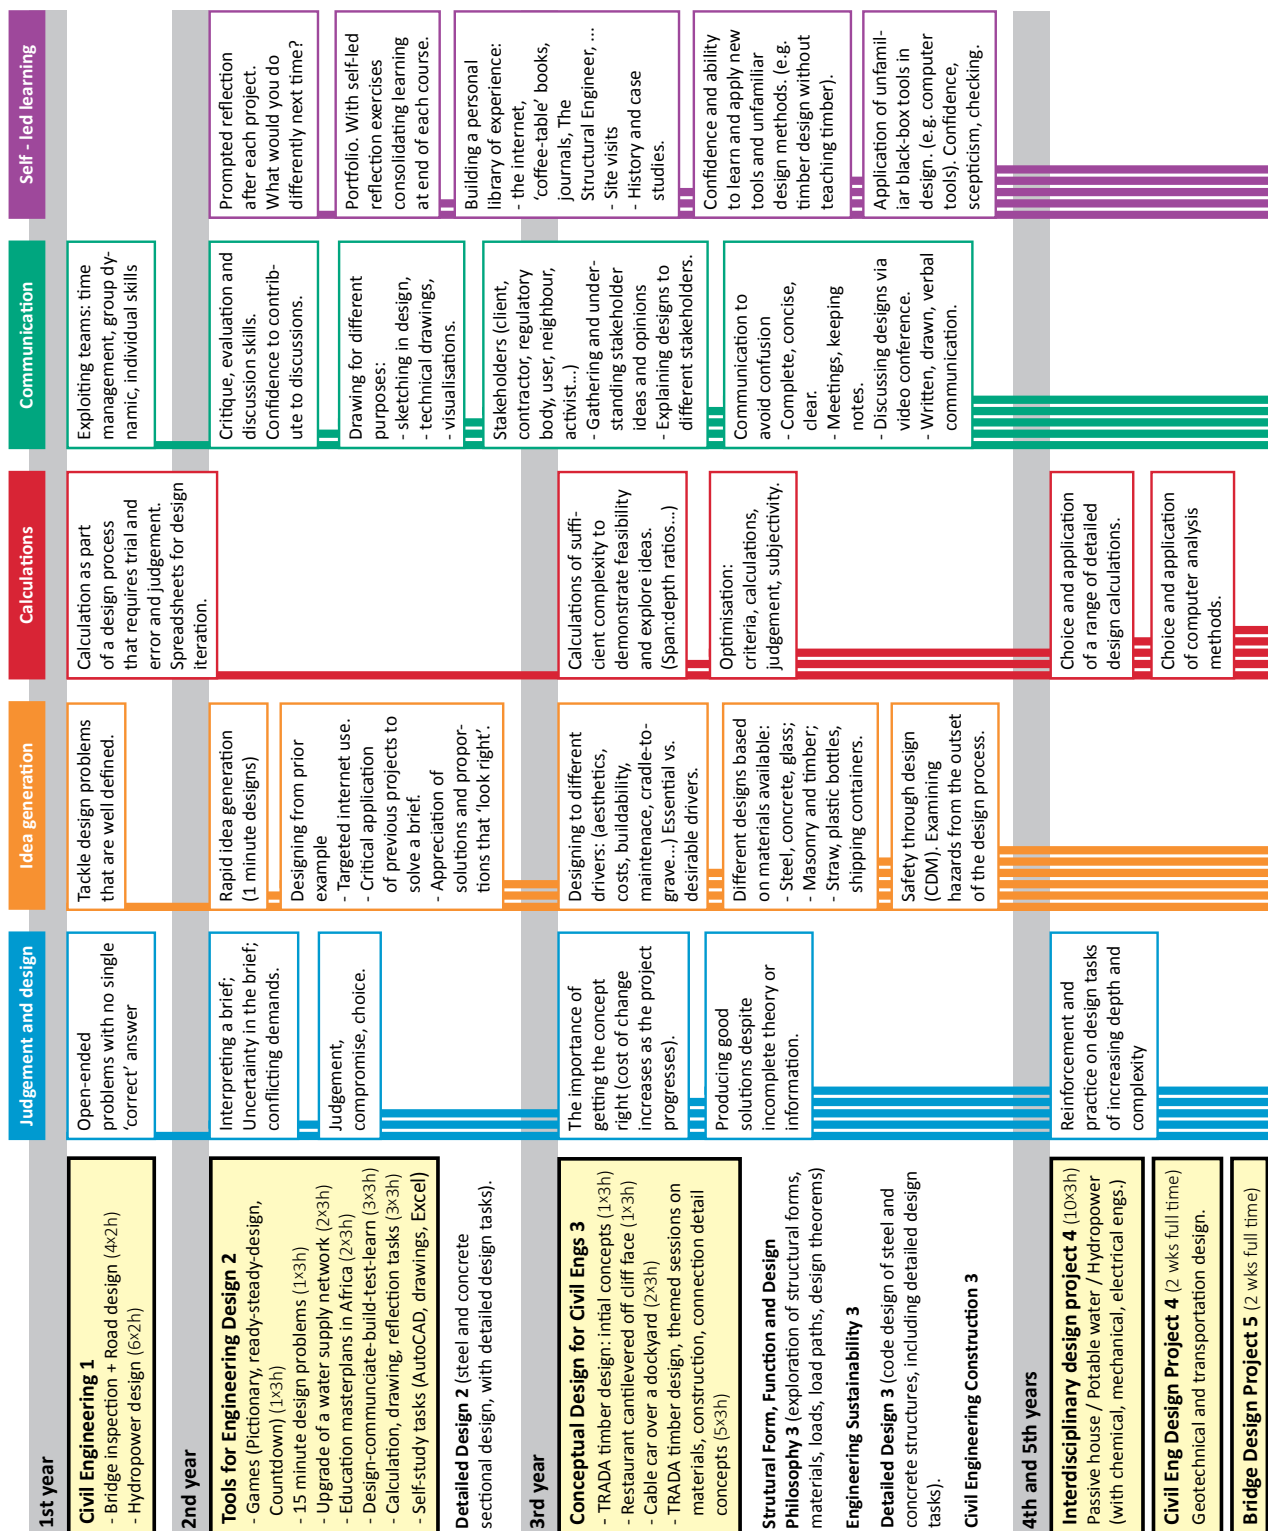 Judgement and design
Idea generation
Calculations
Communication
Self - led learning
1st year
Civil Engineering 1
- Bridge inspection + Road design (4x2h)
- Hydropower design (6x2h)
Open-ended
problems with no single
‘correct’ answer
Tackle design problems
that are well defined.
Calculation as part
of a design process
that requires trial and
error and judgement.
Spreadsheets for design
iteration.
Exploiting teams: time
management, group dy-
namic, individual skills
2nd year
Tools for Engineering Design 2
- Games (Pictionary, ready-steady-design,
Countdown) (1x3h)
- 15 minute design problems (1x3h)
- Upgrade of a water supply network (2x3h)
- Education masterplans in Africa (2x3h)
- Design-communicate-build-test-learn (3x3h)
- Calculation, drawing, reflection tasks (3x3h)
- Self-study tasks (AutoCAD, drawings, Excel)
Detailed Design 2 (steel and concrete
sectional design, with detailed design tasks).
Interpreting a brief;
Uncertainty in the brief;
conflicting demands.
Judgement,
compromise, choice.
Rapid idea generation
(1 minute designs)
Designing from prior
example
- Targeted internet use.
- Critical application
of previous projects to
solve a brief.
- Appreciation of
solutions and propor-
tions that ‘look right’.
Critique, evaluation and
discussion skills.
Confidence to contrib-
ute to discussions.
Drawing for different
purposes:
- sketching in design,
- technical drawings,
- visualisations.
Stakeholders (client,
contractor, regulatory
body, user, neighbour,
activist...)
- Gathering and under-
standing stakeholder
ideas and opinions
- Explaining designs to
different stakeholders.
Prompted reflection
after each project.
What would you do
differently next time?
Portfolio. With self-led
reflection exercises
consolidating learning
at end of each course.
Building a personal
library of experience:
- the internet,
‘coffee-table’ books,
journals, The
Structural Engineer, ...
- Site visits
- History and case
studies.
3rd year
Conceptual Design for Civil Engs 3
- TRADA timber design: intial concepts (1x3h)
- Restaurant cantilevered off cliff face (1x3h)
- Cable car over a dockyard (2x3h)
- TRADA timber design, themed sessions on
materials, construction, connection detail
concepts (5x3h)
Strutural Form, Function and Design
Philosophy 3 (exploration of structural forms,
materials, loads, load paths, design theorems)
Engineering Sustainability 3
Detailed Design 3 (code design of steel and
concrete structures, including detailed design
tasks).
Civil Engineering Construction 3
The importance of
getting the concept
right (cost of change
increases as the project
progresses).
Producing good
solutions despite
incomplete theory or
information.
Designing to different
drivers: (aesthetics,
costs, buildability,
maintenace, cradle-to-
grave...) Essential vs.
desirable drivers.
Different designs based
on materials available:
- Steel, concrete, glass;
- Masonry and timber;
- Straw, plastic bottles,
shipping containers.
Safety through design
(CDM). Examining
hazards from the outset
of the design process.
Calculations of suffi-
cient complexity to
demonstrate feasibility
and explore ideas.
(Span:depth ratios...)
Optimisation:
criteria, calculations,
judgement, subjectivity.
Communication to
avoid confusion
- Complete, concise,
clear.
- Meetings, keeping
notes.
- Discussing designs via
video conference.
- Written, drawn, verbal
communication.
Confidence and ability
to learn and apply new
tools and unfamiliar
design methods. (e.g.
timber design without
teaching timber).
Application of unfamil-
iar black-box tools in
design. (e.g. computer
tools). Confidence,
scepticism, checking.
4th and 5th years
Interdisciplinary design project 4 (10x3h)
Passive house / Potable water / Hydropower
(with chemical, mechanical, electrical engs.)
Civil Eng Design Project 4 (2 wks full time)
Geotechnical and transportation design.
Bridge Design Project 5 (2 wks full time)
Reinforcement and
practice on design tasks
of increasing depth and
complexity
Choice and application
of a range of detailed
design calculations.
Choice and application
of computer analysis
methods.